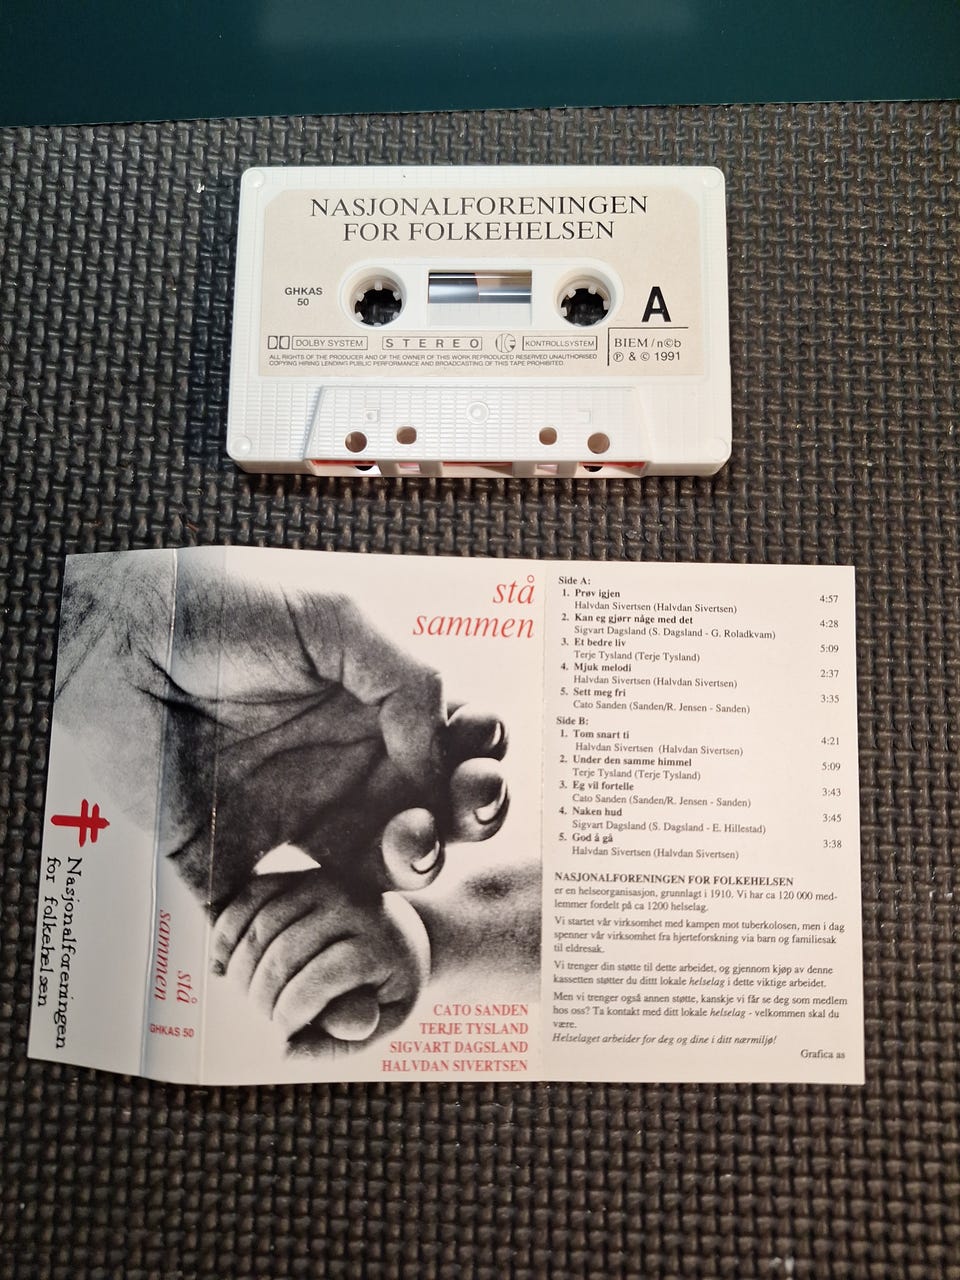 NASJONALFORENINGEN
FOR FOLKEHELSEN
GHKAS
50
A
DOLBY SYSTEM
STEREO
KONTROLLSYSTEM
BIEM / n©b
℗ & © 1991
ALL RIGHTS OF THE PRODUCER AND OF THE OWNER OF THIS WORK REPRODUCED RESERVED UNAUTHORISED
COPYING HIRING LENDING PUBLIC PERFORMANCE AND BROADCASTING OF THIS TAPE PROHIBITED.
Nasjonalforeningen
for folkehelsen
stå
sammen
GHKAS 50
stå
sammen
CATO SANDEN
TERJE TYSLAND
SIGVART DAGSLAND
HALVDAN SIVERTSEN
Side A:
1. Prøv igjen 4:57
Halvdan Sivertsen (Halvdan Sivertsen)
2. Kan eg gjørr någe med det 4:28
Sigvart Dagsland (S. Dagsland - G. Roladkvam)
3. Et bedre liv 5:09
Terje Tysland (Terje Tysland)
4. Mjuk melodi 2:37
Halvdan Sivertsen (Halvdan Sivertsen)
5. Sett meg fri 3:35
Cato Sanden (Sanden/R. Jensen - Sanden)
Side B:
1. Tom snart ti 4:21
Halvdan Sivertsen (Halvdan Sivertsen)
2. Under den samme himmel 5:09
Terje Tysland (Terje Tysland)
3. Eg vil fortelle 3:43
Cato Sanden (Sanden/R. Jensen - Sanden)
4. Naken hud 3:45
Sigvart Dagsland (S. Dagsland - E. Hillestad)
5. God å gå 3:38
Halvdan Sivertsen (Halvdan Sivertsen)
NASJONALFORENINGEN FOR FOLKEHELSEN
er en helseorganisasjon, grunnlagt i 1910. Vi har ca 120 000 med-
lemmer fordelt på ca 1200 helselag.
Vi startet vår virksomhet med kampen mot tuberkolosen, men i dag
spenner vår virksomhet fra hjerteforskning via barn og familiesak
til eldresak.
Vi trenger din støtte til dette arbeidet, og gjennom kjøp av denne
kassetten støtter du dittt lokale helselag i dette viktige arbeidet.
Men vi trenger også annen støtte, kanskje vi får se deg som medlem
hos oss? Ta kontakt med ditt lokale helselag - velkommen skal du
være.
Helselaget arbeider for deg og dine i ditt nærmiljø!
Grafica as